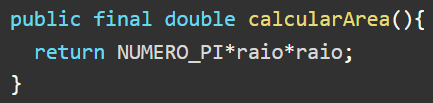 public final double calcularArea(){
  return NUMERO_PI*raio*raio;
}